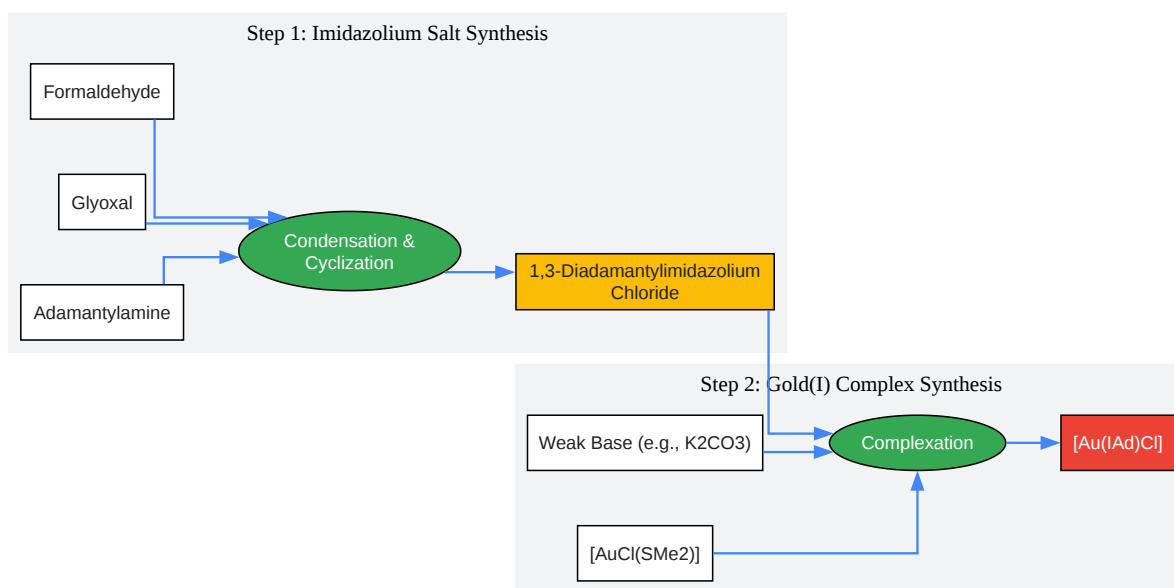 Step 1: Imidazolium Salt Synthesis
Formaldehyde
Glyoxal
Adamantylamine
Condensation &
Cyclization
1,3-Diadamantylimidazolium
Chloride
Step 2: Gold(I) Complex Synthesis
Weak Base (e.g., K2CO3)
[AuCl(SMe2)]
Complexation
[Au(IAd)Cl]